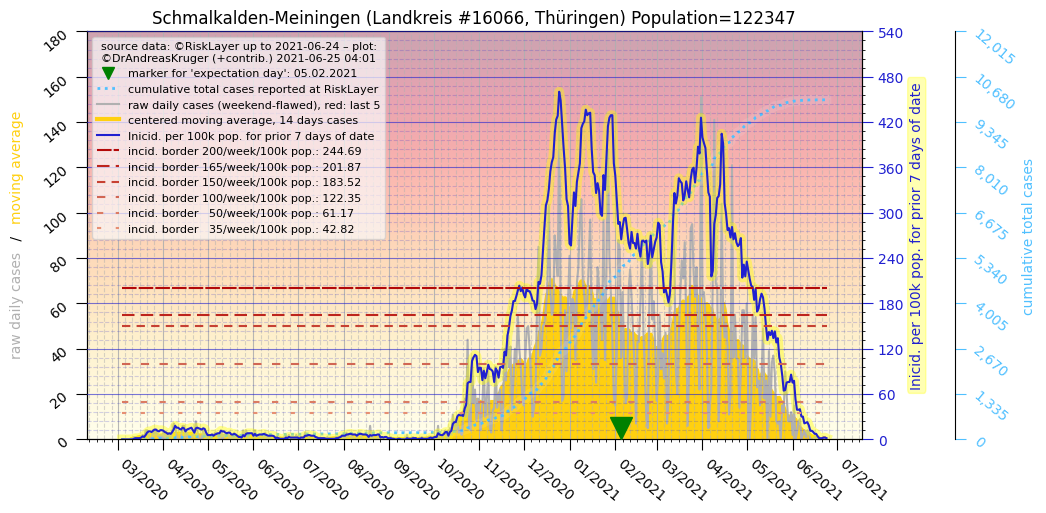 Schmalkalden-Meiningen (Landkreis #16066, Thüringen) Population=122347
source data: ©RiskLayer up to 2021-06-24 – plot:
©DrAndreasKruger (+contrib.) 2021-06-25 04:01
marker for 'expectation day': 05.02.2021
cumulative total cases reported at RiskLayer
raw daily cases (weekend-flawed), red: last 5
centered moving average, 14 days cases
Inicid. per 100k pop. for prior 7 days of date
incid. border 200/week/100k pop.: 244.69
incid. border 165/week/100k pop.: 201.87
incid. border 150/week/100k pop.: 183.52
incid. border 100/week/100k pop.: 122.35
incid. border   50/week/100k pop.: 61.17
incid. border   35/week/100k pop.: 42.82
raw daily cases / moving average
180
160
140
120
100
80
60
40
20
0
03/2020
04/2020
05/2020
06/2020
07/2020
08/2020
09/2020
10/2020
11/2020
12/2020
01/2021
02/2021
03/2021
04/2021
05/2021
06/2021
07/2021
540
480
420
360
300
240
180
120
60
0
Inicid. per 100k pop. for prior 7 days of date
12,015
10,680
9,345
8,010
6,675
5,340
4,005
2,670
1,335
0
cumulative total cases